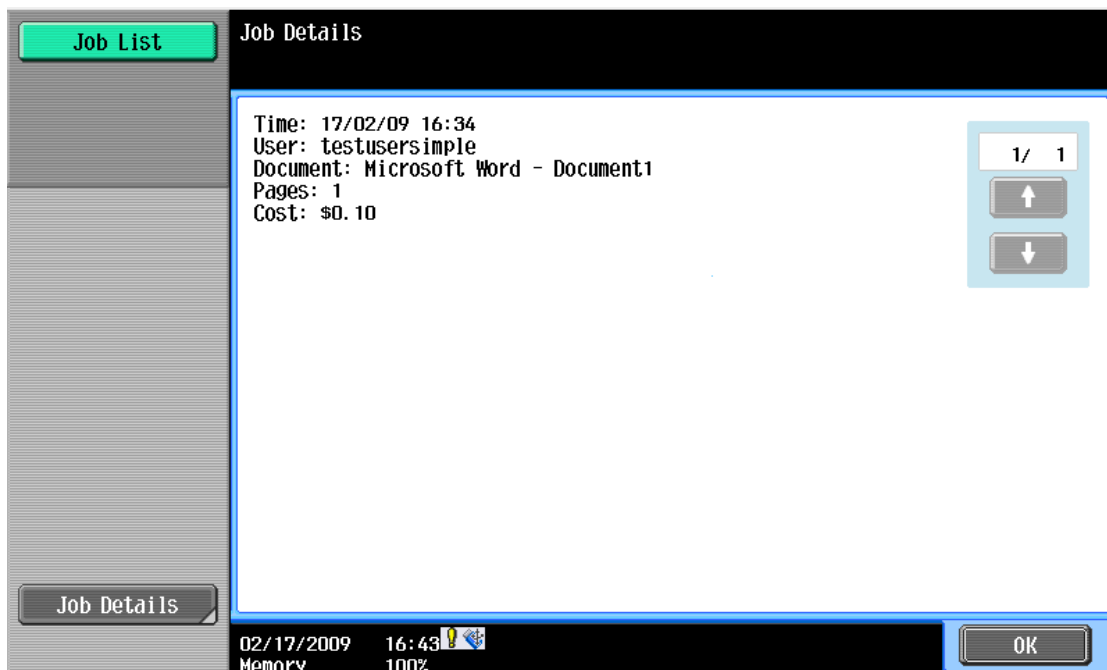 Job List
Job Details
Time: 17/02/09 16:34
User: testusersimple
Document: Microsoft Word - Document1
Pages: 1
Cost: $0.10
1/ 1
Job Details
02/17/2009 16:43
Memory 100%
OK